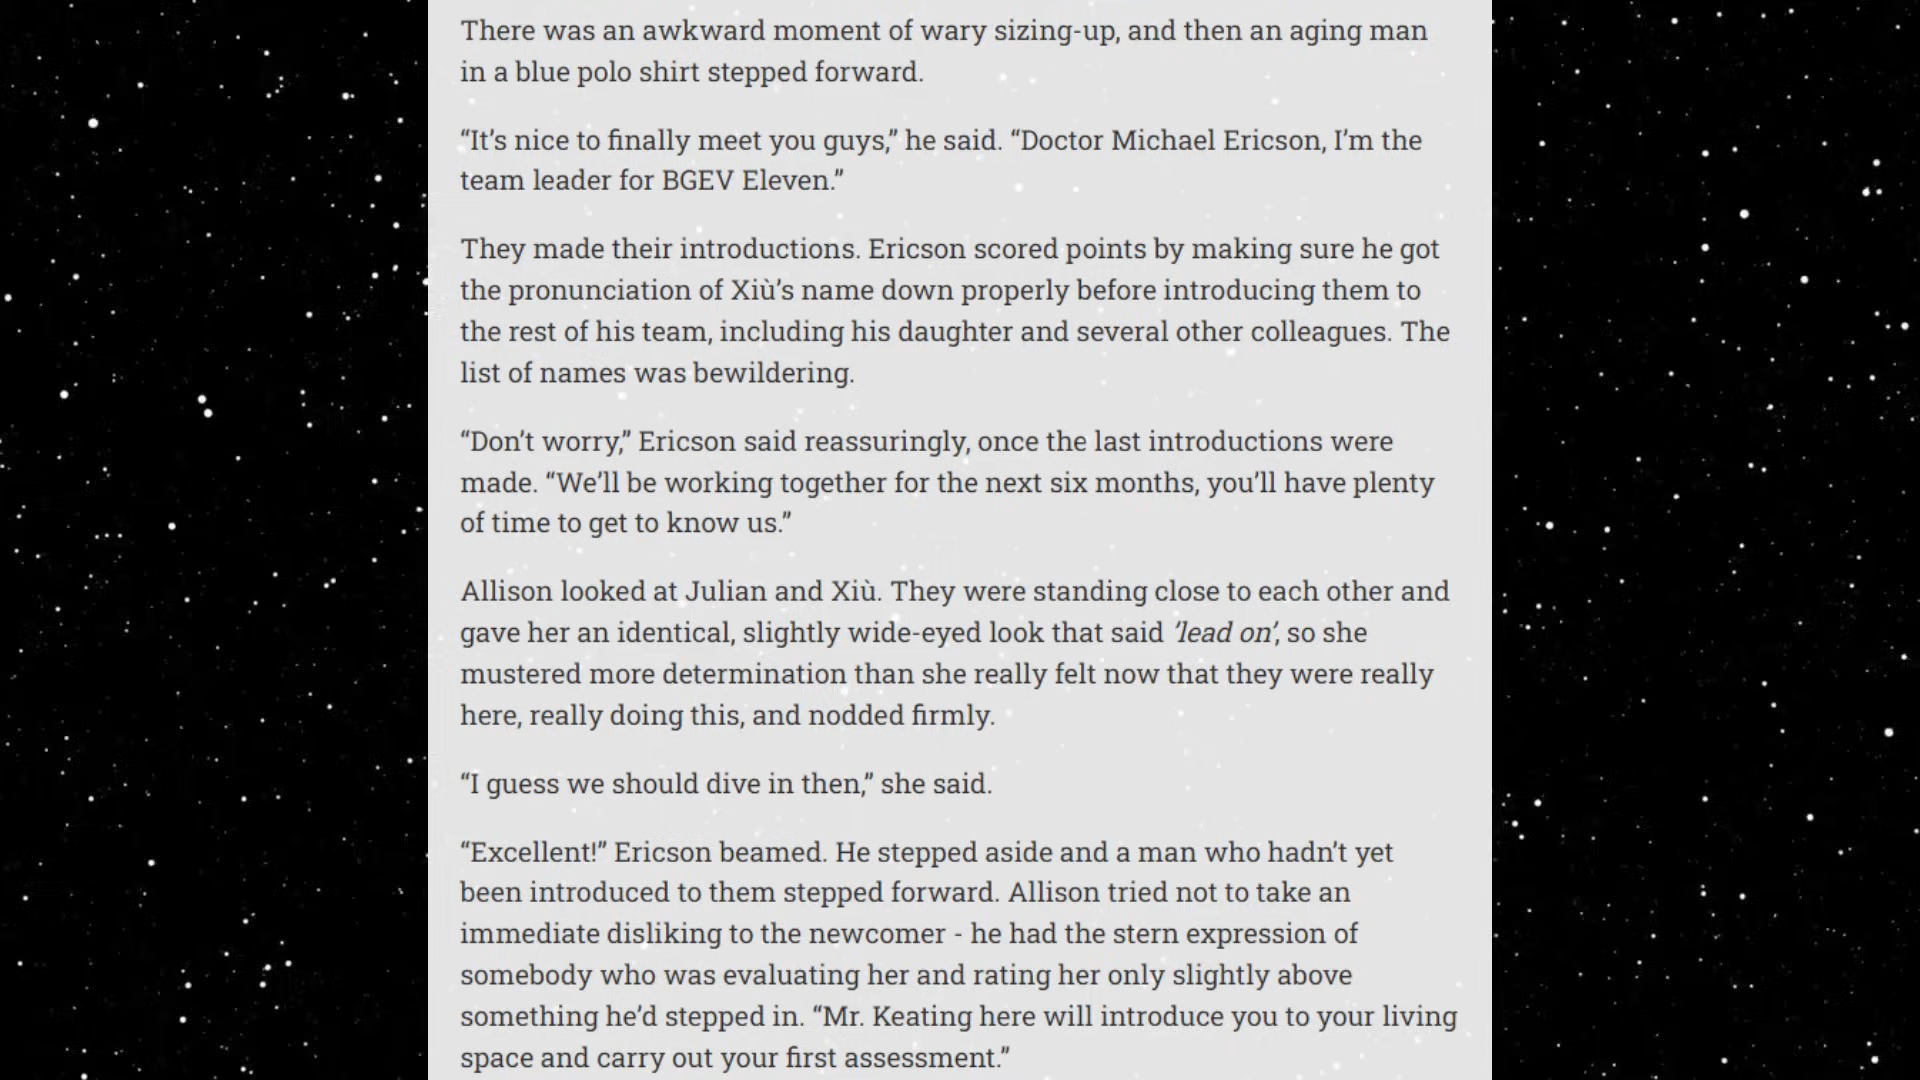 There was an awkward moment of wary sizing-up, and then an aging man
in a blue polo shirt stepped forward.
“It’s nice to finally meet you guys,” he said. “Doctor Michael Ericson, I’m the
team leader for BGEV Eleven.”
They made their introductions. Ericson scored points by making sure he got
the pronunciation of Xiù’s name down properly before introducing them to
the rest of his team, including his daughter and several other colleagues. The
list of names was bewildering.
“Don’t worry,” Ericson said reassuringly, once the last introductions were
made. “We’ll be working together for the next six months, you’ll have plenty
of time to get to know us.”
Allison looked at Julian and Xiù. They were standing close to each other and
gave her an identical, slightly wide-eyed look that said ’lead on’, so she
mustered more determination than she really felt now that they were really
here, really doing this, and nodded firmly.
“I guess we should dive in then,” she said.
“Excellent!” Ericson beamed. He stepped aside and a man who hadn’t yet
been introduced to them stepped forward. Allison tried not to take an
immediate disliking to the newcomer - he had the stern expression of
somebody who was evaluating her and rating her only slightly above
something he’d stepped in. “Mr. Keating here will introduce you to your living
space and carry out your first assessment.”